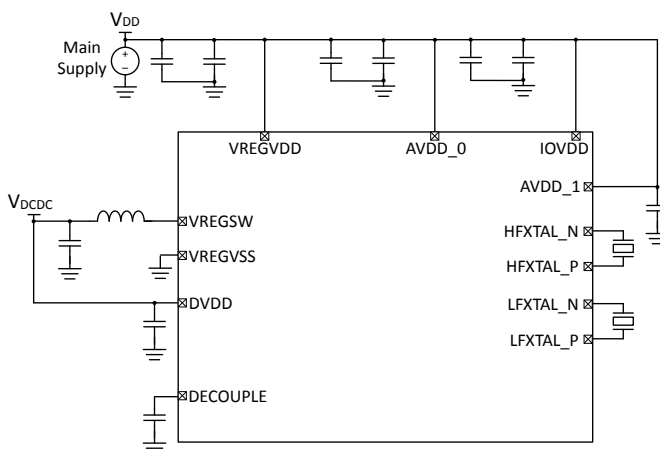 VDD
Main
Supply
+
−
VREGVDD
AVDD_0
IOVDD
AVDD_1
VDCDC
VREGSW
HFXTAL_N
VREGVSS
HFXTAL_P
DVDD
LFXTAL_N
LFXTAL_P
DECOUPLE